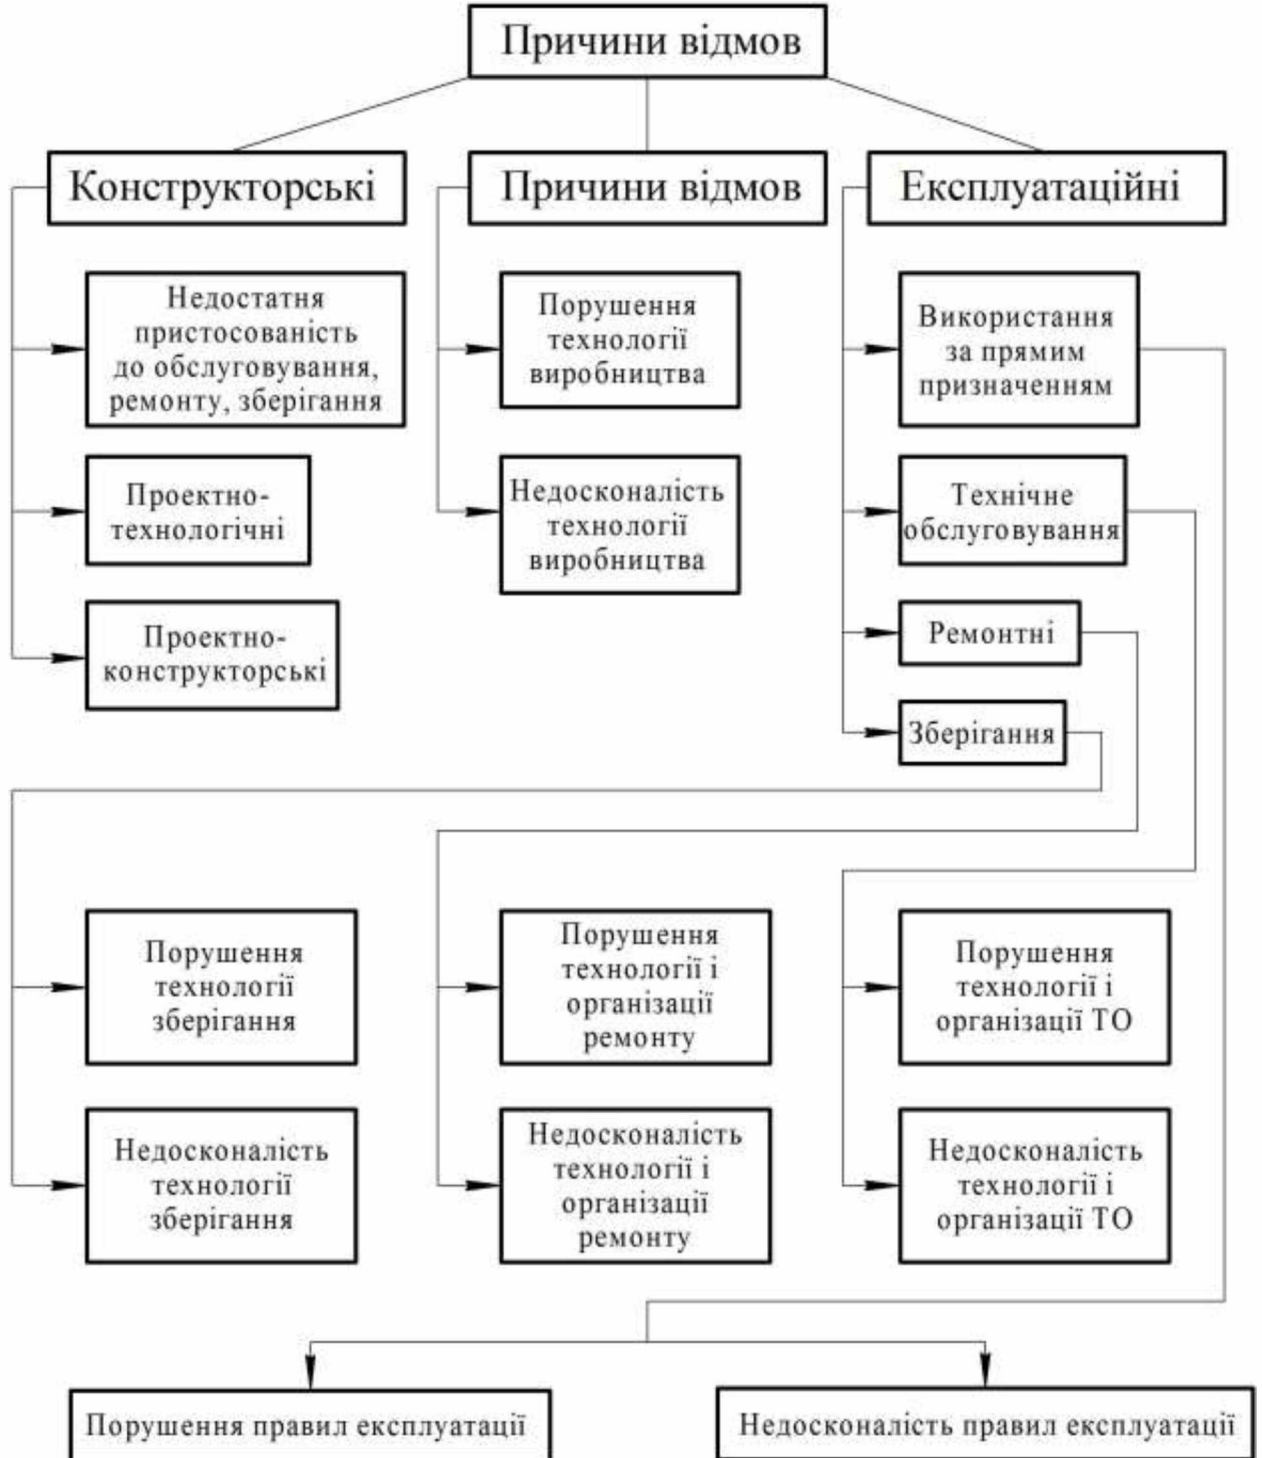 Причини відмов
Конструкторські
Причини відмов
Експлуатаційні
Недостатня
пристосованість
до обслуговування,
ремонту, зберігання
Проектно-
технологічні
Проектно-
конструкторські
Порушення
технології
виробництва
Недосконалість
технології
виробництва
Використання
за прямим
призначенням
Технічне
обслуговування
Ремонтні
Зберігання
Порушення
технології
зберігання
Порушення
технології і
організації
ремонту
Порушення
технології і
організації ТО
Недосконалість
технології
зберігання
Недосконалість
технології і
організації
ремонту
Недосконалість
технології і
організації ТО
Порушення правил експлуатації
Недосконалість правил експлуатації